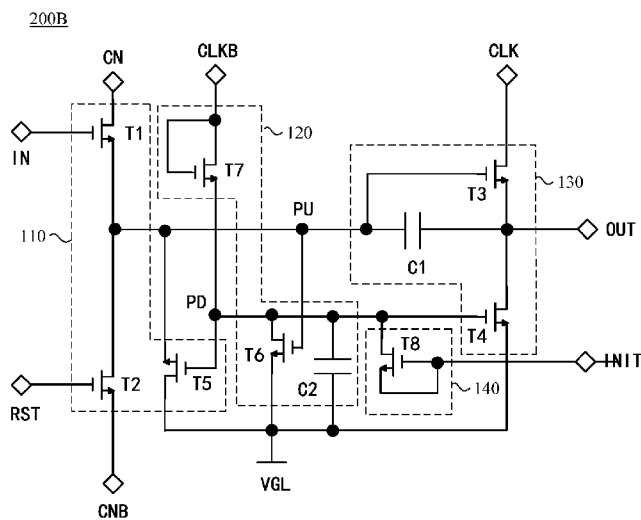 200B
CN
CLKB
CLK
T1
120
IN
T7
T3
130
PU
110
OUT
C1
PD
T4
T8
T6
T2
T5
INIT
C2
RST
140
VGL
CNB